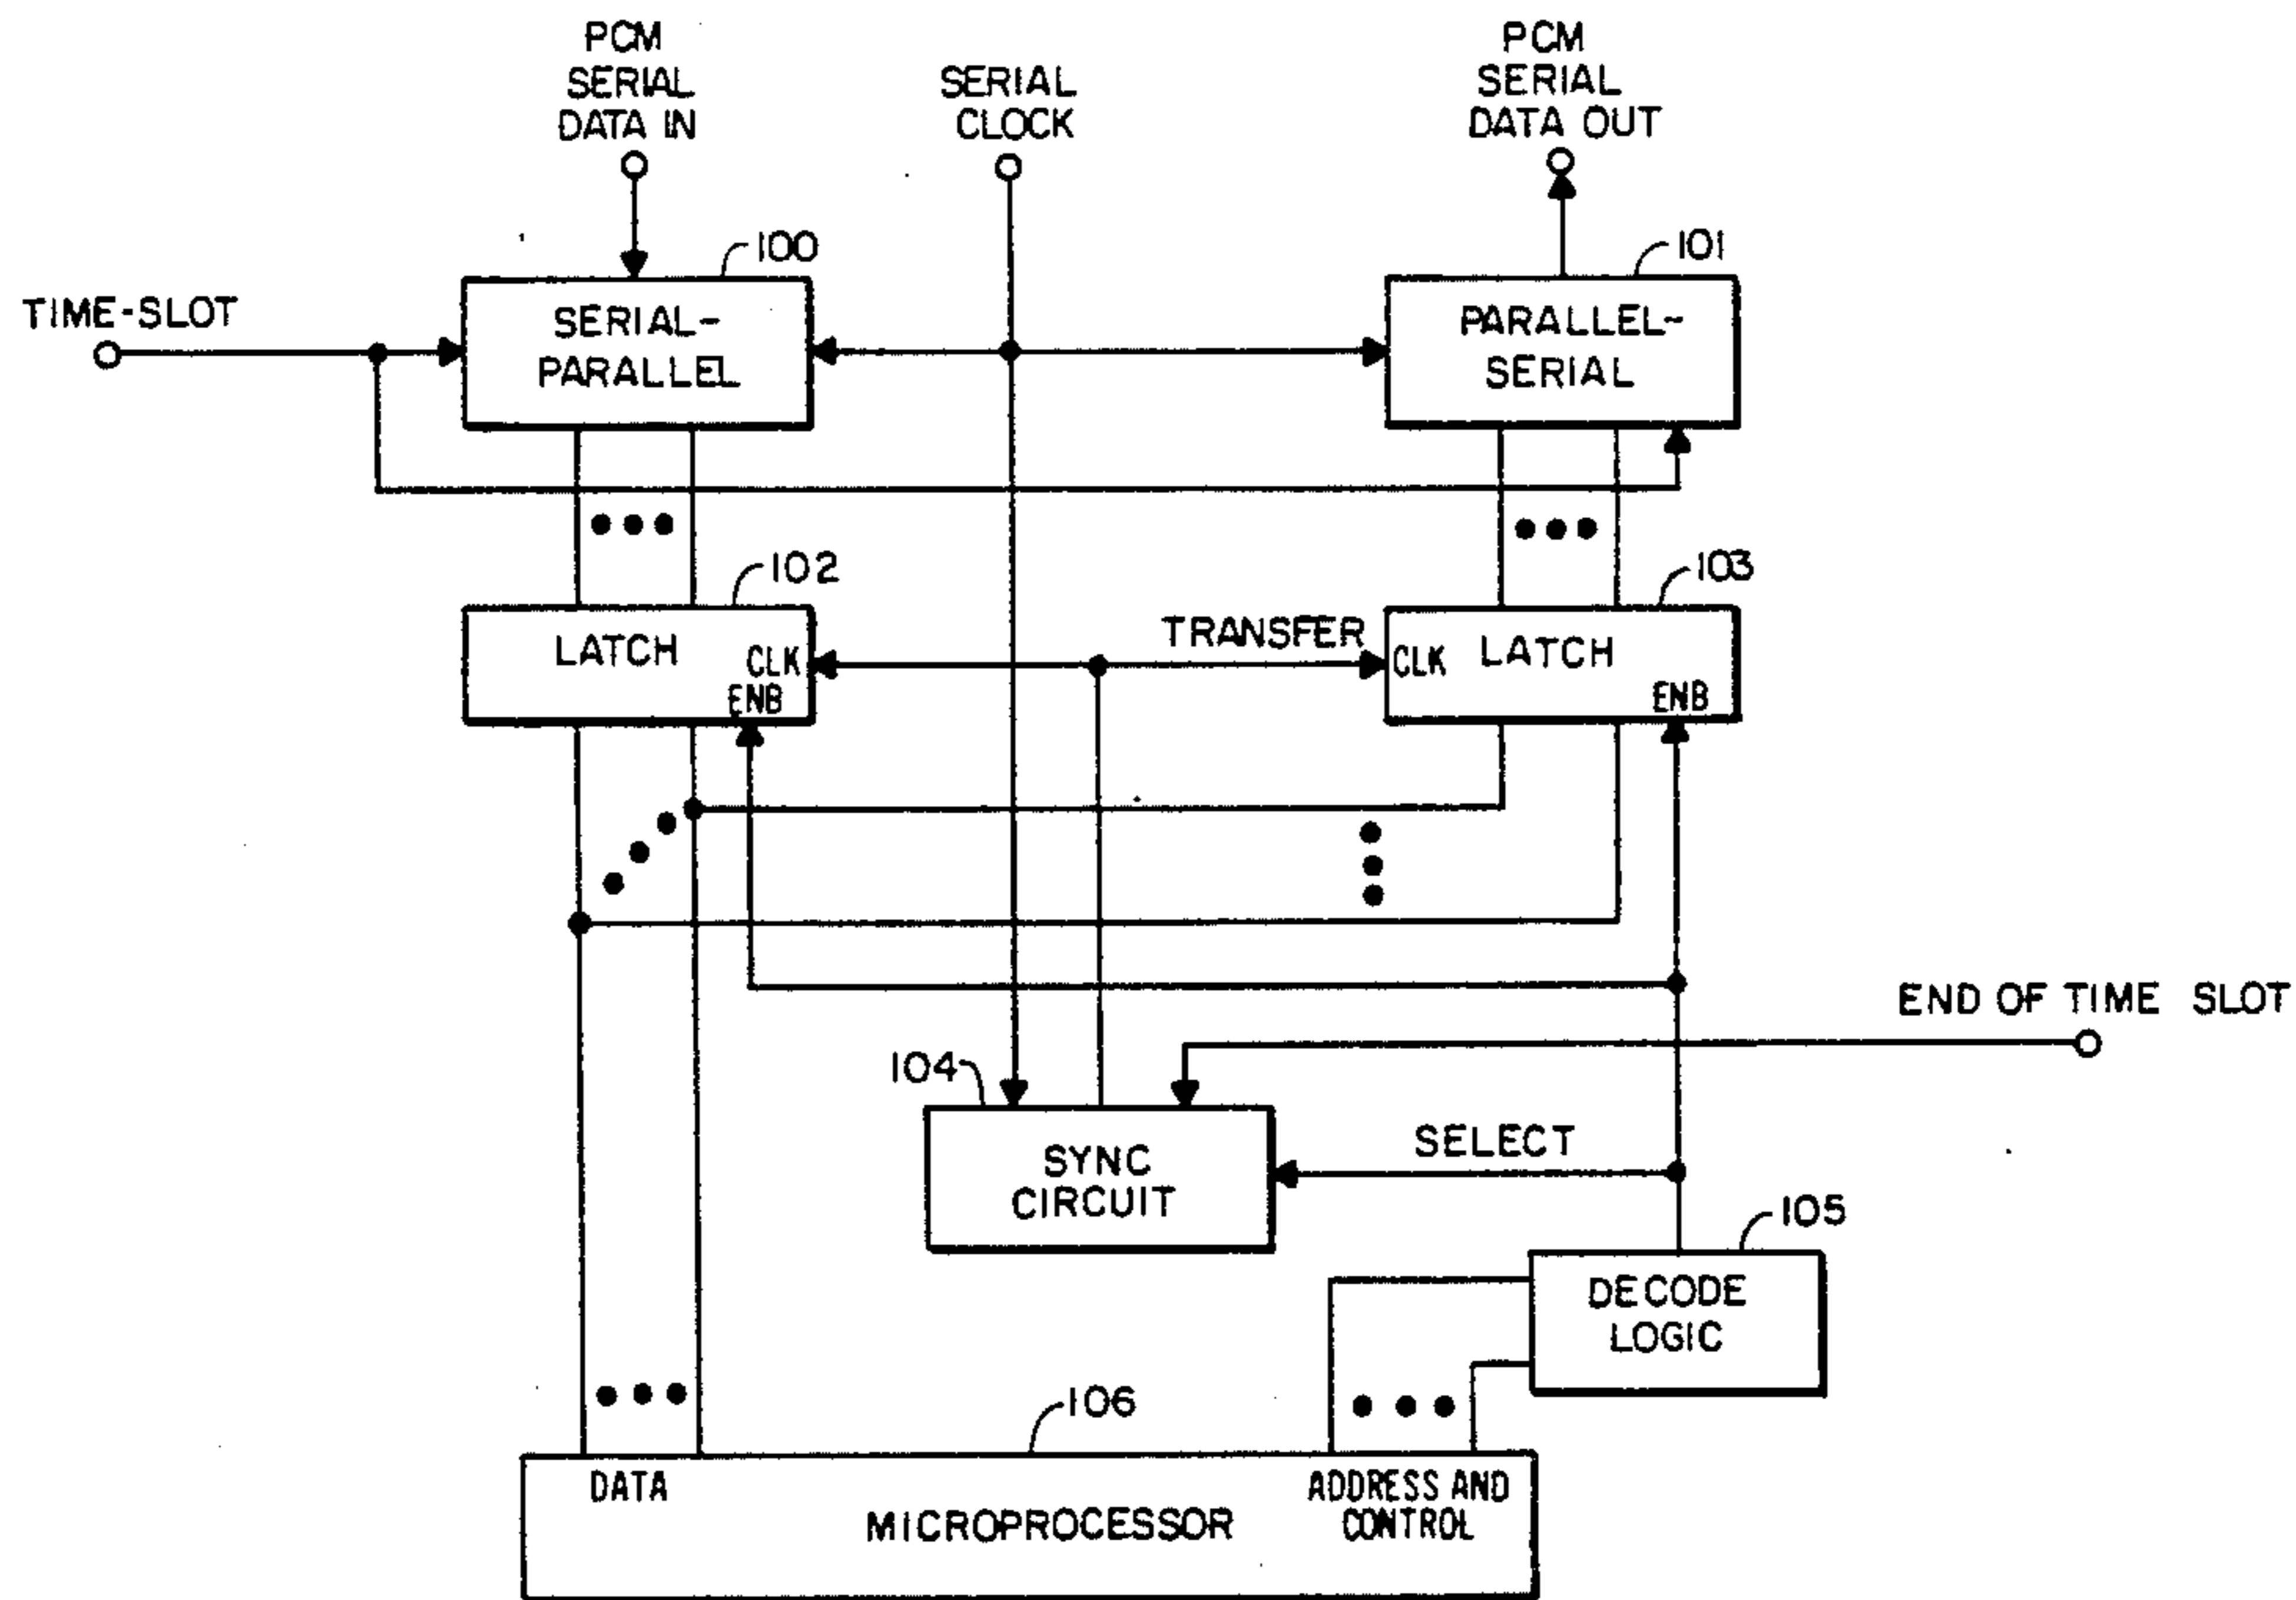 PCM
SERIAL
DATA IN
SERIAL
CLOCK
PCM
SERIAL
DATA OUT
100
101
TIME-SLOT
SERIAL-
PARALLEL
PARALLEL-
SERIAL
102
103
LATCH
CLK
ENB
TRANSFER
CLK
LATCH
ENB
END OF TIME SLOT
104
SYNC
CIRCUIT
SELECT
105
DECODE
LOGIC
106
DATA
MICROPROCESSOR
ADDRESS AND
CONTROL